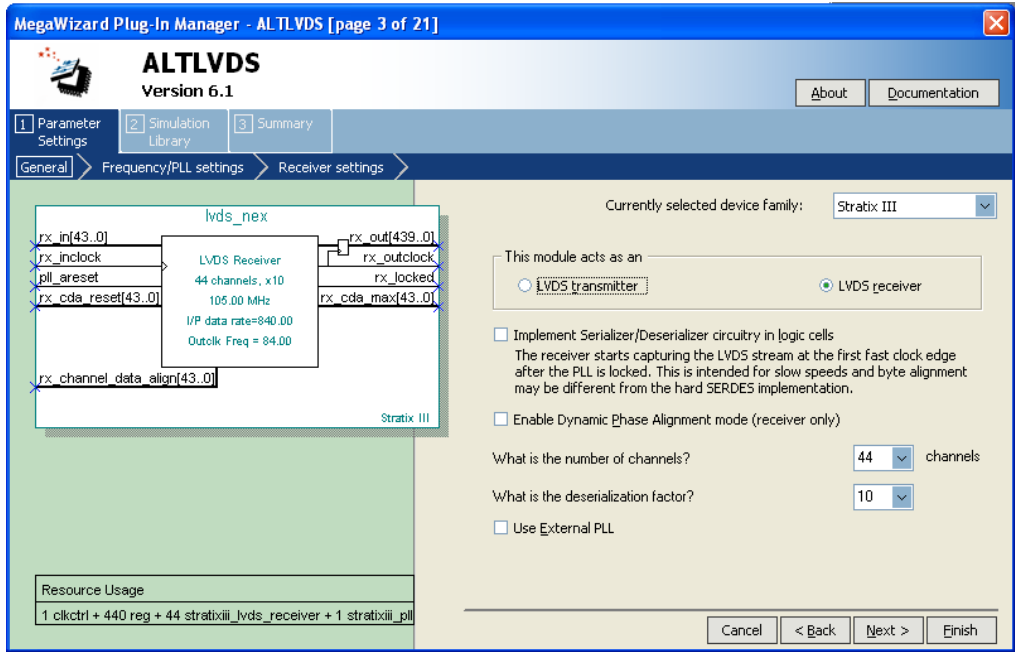 MegaWizard Plug-In Manager - ALTLVDS [page 3 of 21]
ALTLVDS
Version 6.1
About
Documentation
1 Parameter Settings
2 Simulation Library
3 Summary
General
Frequency/PLL settings
Receiver settings
lvds_nex
rx_in[43..0]
rx_inclock
pll_areset
rx_cda_reset[43..0]
rx_channel_data_align[43..0]
LVDS Receiver
44 channels, x10
105.00 MHz
I/P data rate=840.00
Outclk Freq = 84.00
rx_out[439..0]
rx_outclock
rx_locked
rx_cda_max[43..0]
Stratix III
Resource Usage
1 clkctrl + 440 reg + 44 stratixiii_lvds_receiver + 1 stratixiii_pll
Currently selected device family:
Stratix III
This module acts as an
LVDS transmitter
LVDS receiver
Implement Serializer/Deserializer circuitry in logic cells
The receiver starts capturing the LVDS stream at the first fast clock edge
after the PLL is locked. This is intended for slow speeds and byte alignment
may be different from the hard SERDES implementation.
Enable Dynamic Phase Alignment mode (receiver only)
What is the number of channels?
44
channels
What is the deserialization factor?
10
Use External PLL
Cancel
< Back
Next >
Finish